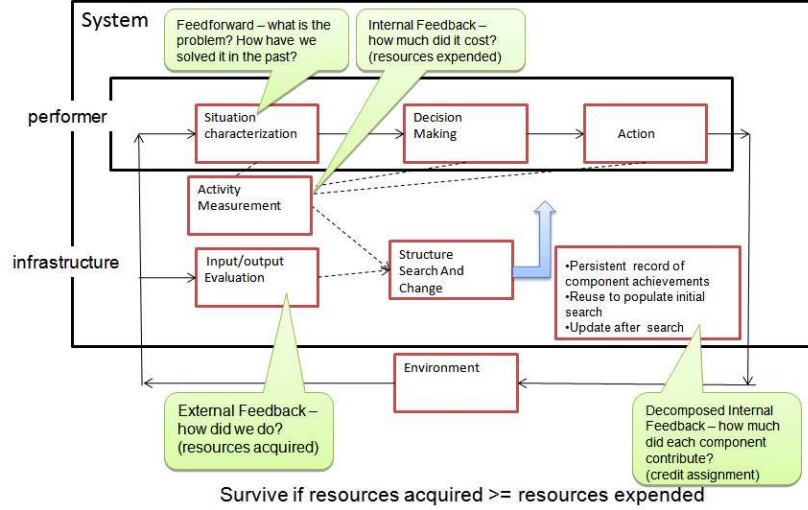 System
Feedforward – what is the
problem? How have we
solved it in the past?
Internal Feedback –
how much did it cost?
(resources expended)
performer
Situation
characterization
Decision
Making
Action
Activity
Measurement
infrastructure
Input/output
Evaluation
Structure
Search And
Change
•Persistent record of
component achievements
•Reuse to populate initial
search
•Update after search
Environment
External Feedback –
how did we do?
(resources acquired)
Decomposed Internal
Feedback – how much
did each component
contribute?
(credit assignment)
Survive if resources acquired >= resources expended